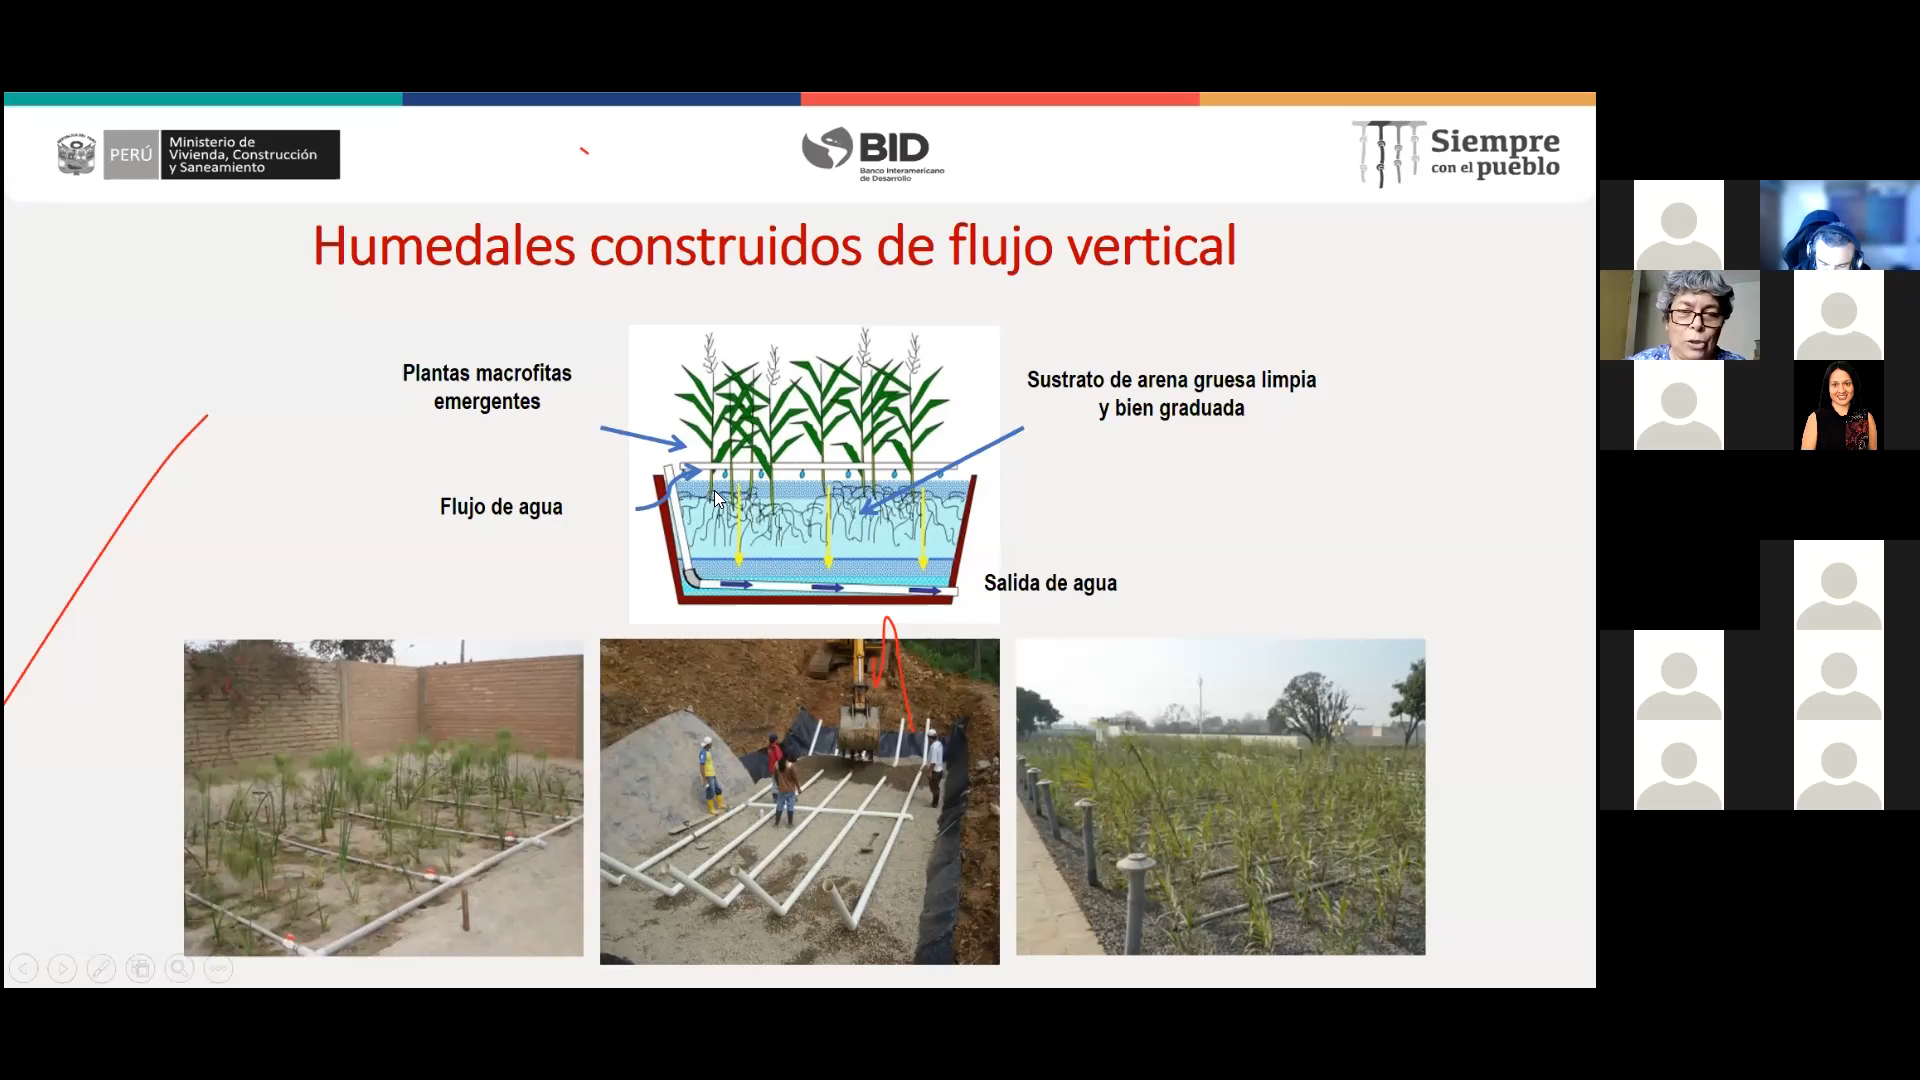 PERÚ
Ministerio de
Vivienda, Construcción
y Saneamiento
BID
Banco Interamericano
de Desarrollo
Siempre
con el pueblo
Humedales construidos de flujo vertical
Plantas macrofitas
emergentes
Sustrato de arena gruesa limpia
y bien graduada
Flujo de agua
Salida de agua